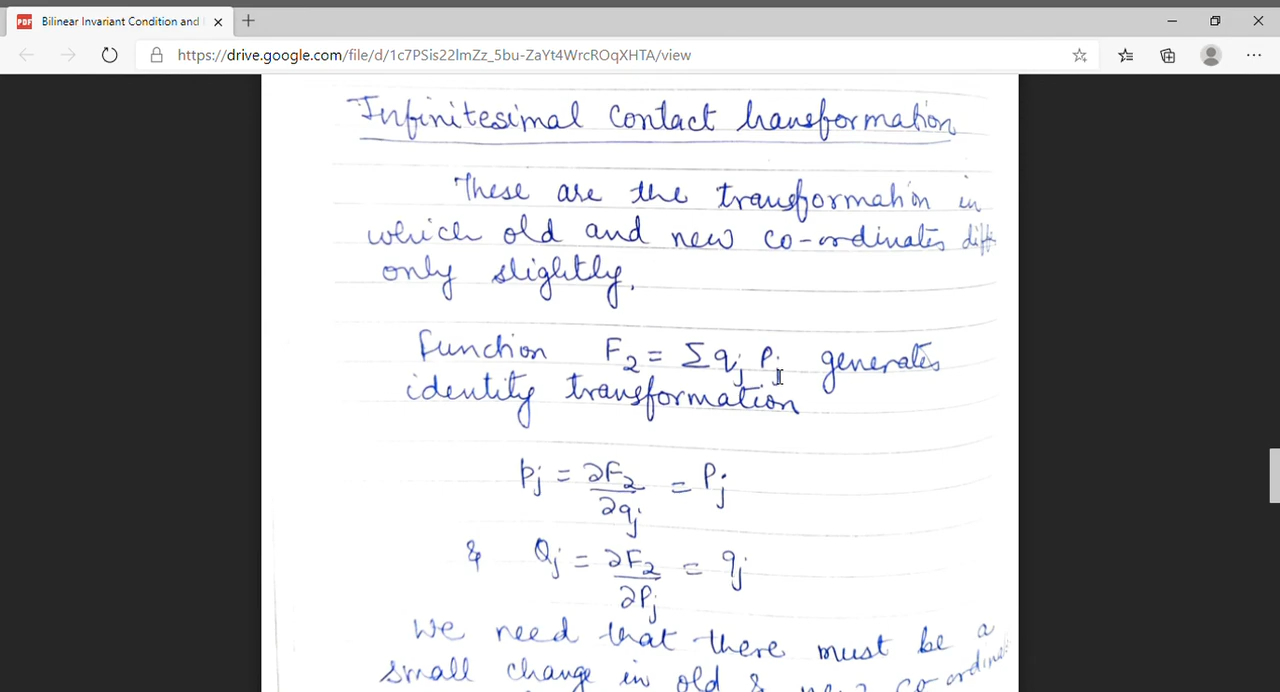 Bilinear Invariant Condition and
https://drive.google.com/file/d/1c7PSis22ImZz_5bu-ZaYt4WrcROqXHTA/view
Infinitesimal Contact transformation
These are the transformation in
which old and new co-ordinates
only slightly.
Function F₂ = Σ qⱼ Pⱼ generates
identity transformation
pⱼ = ∂F₂/∂qⱼ = Pⱼ
& Qⱼ = ∂F₂/∂Pⱼ = qⱼ
We need that there must be a
small change in old &